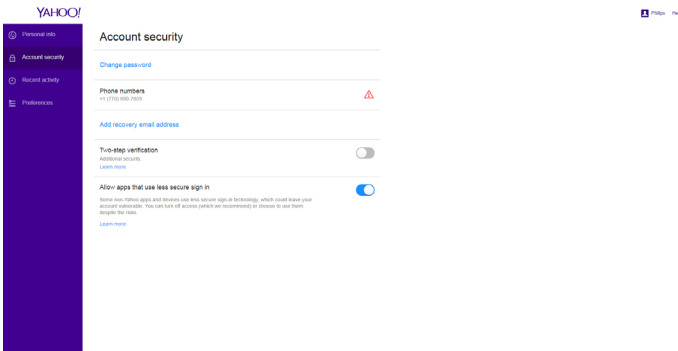 YAHOO!
Philips He
Personal info
Account security
Recent activity
Preferences
Account security
Change password
Phone numbers
+1 (770)
Add recovery email address
Two-step verification
Additional security.
Learn more
Allow apps that use less secure sign in
Some non-Yahoo apps and devices use less secure sign-in technology, which could leave your
account vulnerable. You can turn off access (which we recommend) or choose to use them
despite the risks.
Learn more